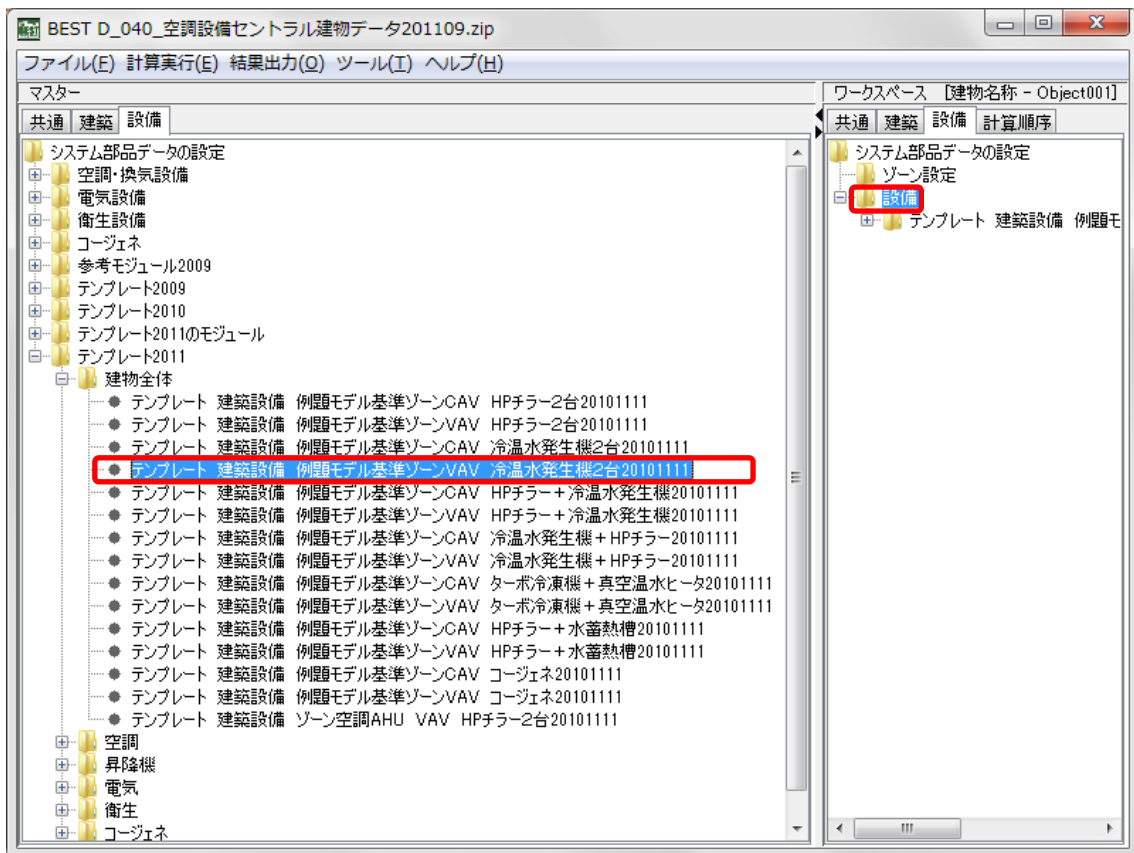 BEST D_040_空調設備セントラル建物データ201109.zip
ファイル(F) 計算実行(E) 結果出力(O) ツール(T) ヘルプ(H)
マスター
共通 建築 設備
システム部品データの設定
空調・換気設備
電気設備
衛生設備
コージェネ
参考モジュール2009
テンプレート2009
テンプレート2010
テンプレート2011のモジュール
テンプレート2011
建物全体
テンプレート 建築設備 例題モデル基準ゾーンCAV HPチラー2台20101111
テンプレート 建築設備 例題モデル基準ゾーンVAV HPチラー2台20101111
テンプレート 建築設備 例題モデル基準ゾーンCAV 冷温水発生機2台20101111
テンプレート 建築設備 例題モデル基準ゾーンVAV 冷温水発生機2台20101111
テンプレート 建築設備 例題モデル基準ゾーンCAV HPチラー+冷温水発生機20101111
テンプレート 建築設備 例題モデル基準ゾーンVAV HPチラー+冷温水発生機20101111
テンプレート 建築設備 例題モデル基準ゾーンCAV 冷温水発生機+HPチラー20101111
テンプレート 建築設備 例題モデル基準ゾーンVAV 冷温水発生機+HPチラー20101111
テンプレート 建築設備 例題モデル基準ゾーンCAV ターボ冷凍機+真空温水ヒータ20101111
テンプレート 建築設備 例題モデル基準ゾーンVAV ターボ冷凍機+真空温水ヒータ20101111
テンプレート 建築設備 例題モデル基準ゾーンCAV HPチラー+水蓄熱槽20101111
テンプレート 建築設備 例題モデル基準ゾーンVAV HPチラー+水蓄熱槽20101111
テンプレート 建築設備 例題モデル基準ゾーンCAV コージェネ20101111
テンプレート 建築設備 例題モデル基準ゾーンVAV コージェネ20101111
テンプレート 建築設備 ゾーン空調AHU VAV HPチラー2台20101111
空調
昇降機
電気
衛生
コージェネ
ワークスペース [建物名称 - Object001]
共通 建築 設備 計算順序
システム部品データの設定
ゾーン設定
設備
テンプレート 建築設備 例題モ